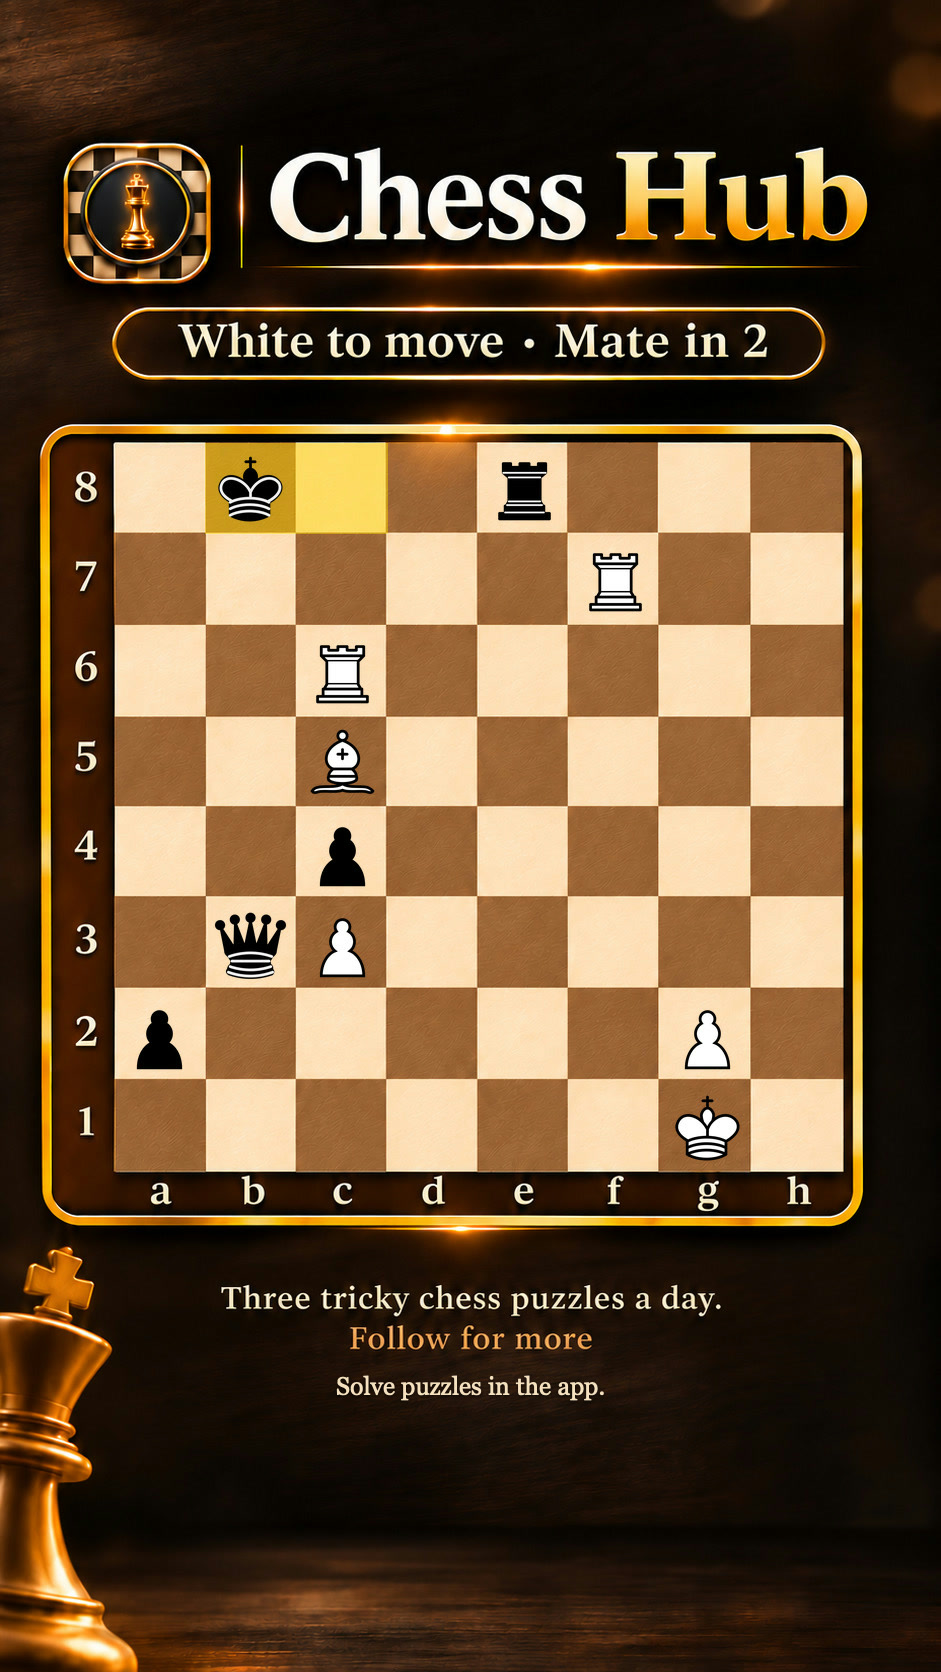 Chess Hub
White to move · Mate in 2
8
7
6
5
4
3
2
1
a b c d e f g h
Three tricky chess puzzles a day.
Follow for more
Solve puzzles in the app.